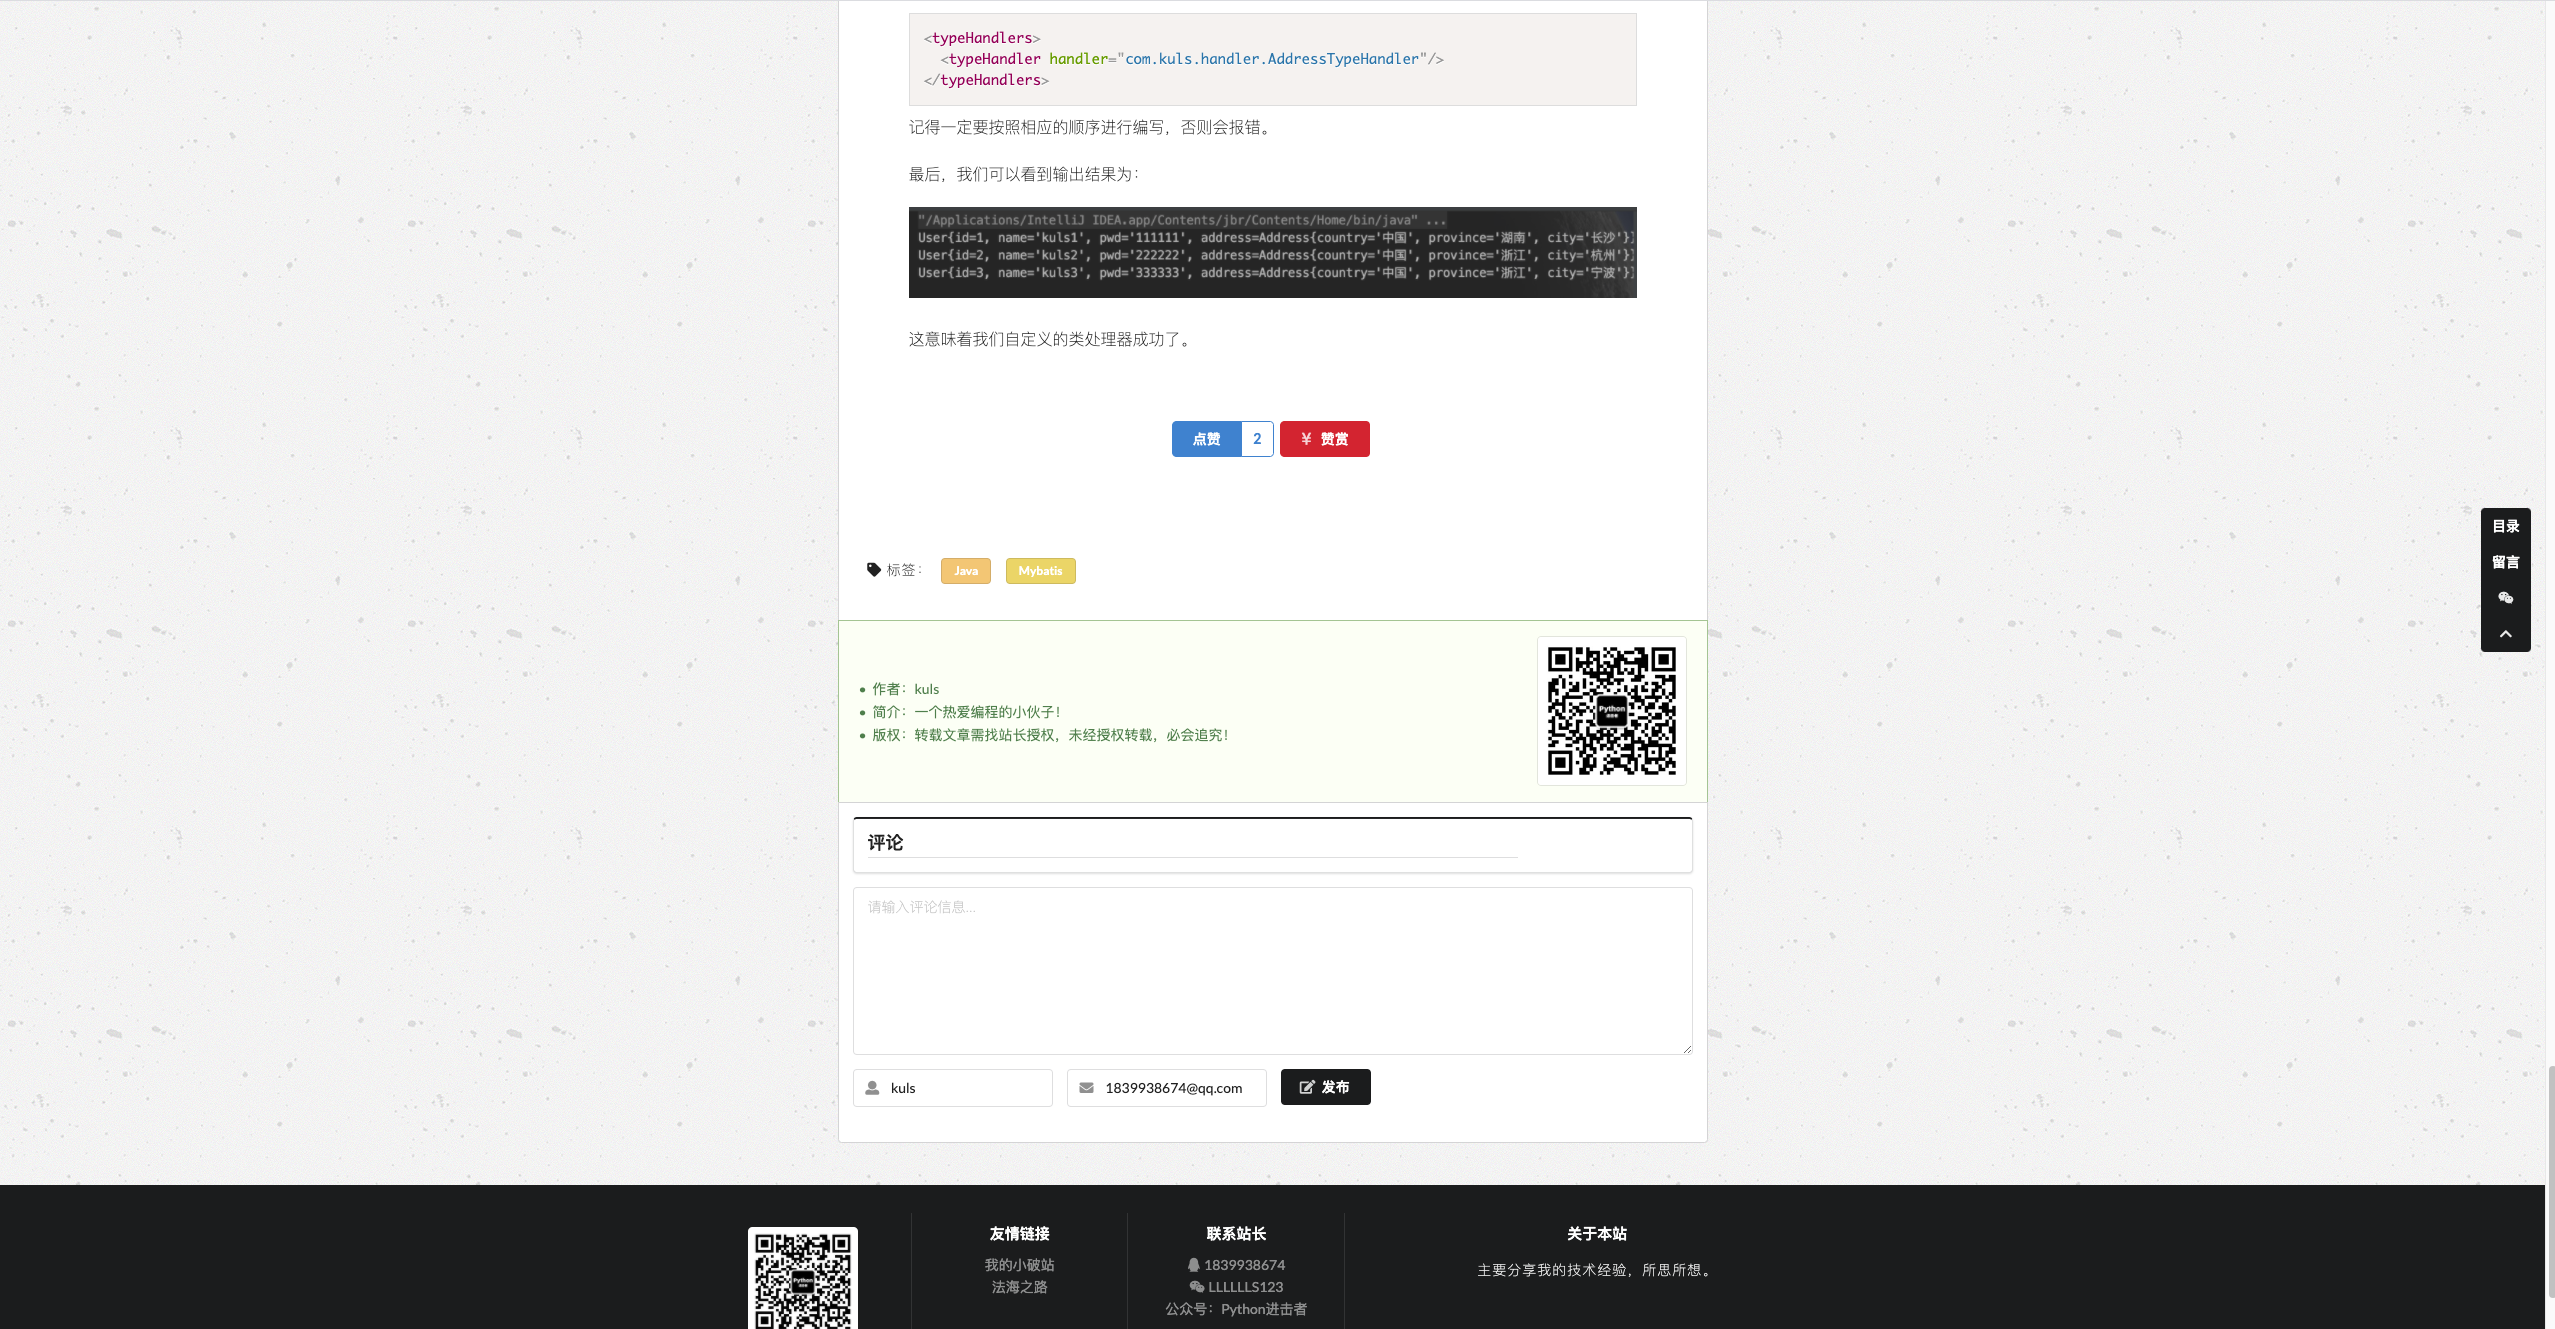 <typeHandlers>
<typeHandler handler="com.kuls.handler.AddressTypeHandler"/>
</typeHandlers>
记得一定要按照相应的顺序进行编写，否则会报错。
最后，我们可以看到输出结果为：
"/Applications/IntelliJ IDEA.app/Contents/jbr/Contents/Home/bin/java" ...
User{id=1, name='kuls1', pwd='111111', address=Address{country='中国', province='湖南', city='长沙'}}
User{id=2, name='kuls2', pwd='222222', address=Address{country='中国', province='浙江', city='杭州'}}
User{id=3, name='kuls3', pwd='333333', address=Address{country='中国', province='浙江', city='宁波'}}
这意味着我们自定义的类处理器成功了。
点赞 2 ¥ 赞赏
目录
留言
标签： Java Mybatis
作者：kuls
简介：一个热爱编程的小伙子！
版权：转载文章需找站长授权，未经授权转载，必会追究！
Python
评论
请输入评论信息...
kuls 1839938674@qq.com 发布
Python
友情链接
我的小破站
法海之路
联系站长
1839938674
LLLLLLS123
公众号：Python进击者
关于本站
主要分享我的技术经验，所思所想。